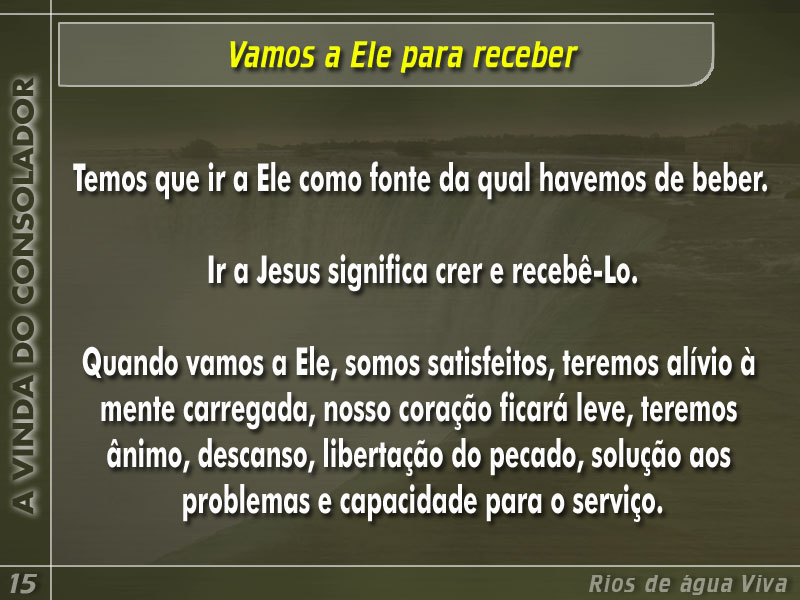 Vamos a Ele para receber
A VINDA DO CONSOLADOR
Temos que ir a Ele como fonte da qual havemos de beber.
Ir a Jesus significa crer e recebê-Lo.
Quando vamos a Ele, somos satisfeitos, teremos alívio à
mente carregada, nosso coração ficará leve, teremos
ânimo, descanso, libertação do pecado, solução aos
problemas e capacidade para o serviço.
15
Rios de água Viva